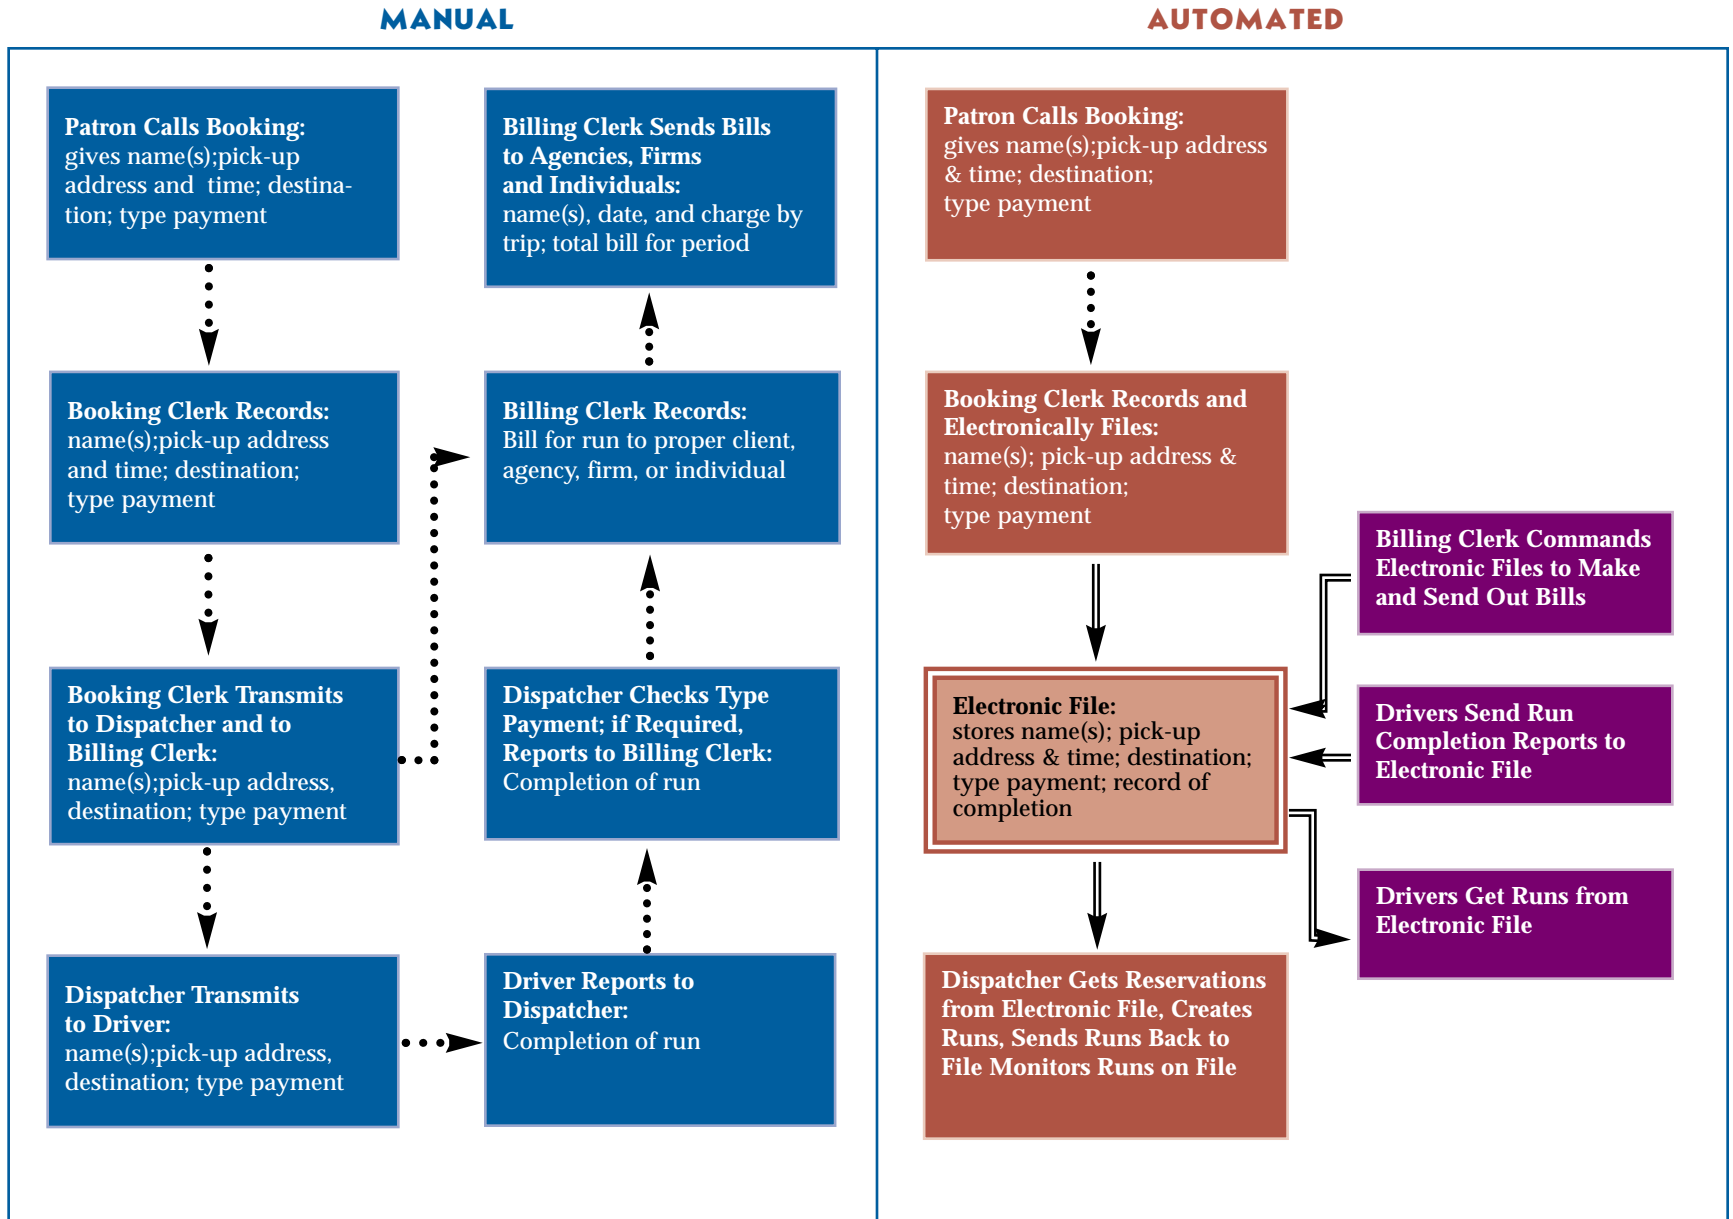 MANUAL
Patron Calls Booking:
gives name(s);pick-up
address and  time; destina-
tion; type payment
Booking Clerk Records:
name(s);pick-up address
and time; destination;
type payment
Booking Clerk Transmits
to Dispatcher and to
Billing Clerk:
name(s);pick-up address,
destination; type payment
Dispatcher Transmits
to Driver:
name(s);pick-up address,
destination; type payment
Billing Clerk Sends Bills
to Agencies, Firms
and Individuals:
name(s), date, and charge by
trip; total bill for period
Billing Clerk Records:
Bill for run to proper client,
agency, firm, or individual
Dispatcher Checks Type
Payment; if Required,
Reports to Billing Clerk:
Completion of run
Driver Reports to
Dispatcher:
Completion of run
AUTOMATED
Patron Calls Booking:
gives name(s);pick-up address
& time; destination;
type payment
Booking Clerk Records and
Electronically Files:
name(s); pick-up address &
time; destination;
type payment
Electronic File:
stores name(s); pick-up
address & time; destination;
type payment; record of
completion
Dispatcher Gets Reservations
from Electronic File, Creates
Runs, Sends Runs Back to
File Monitors Runs on File
Billing Clerk Commands
Electronic Files to Make
and Send Out Bills
Drivers Send Run
Completion Reports to
Electronic File
Drivers Get Runs from
Electronic File